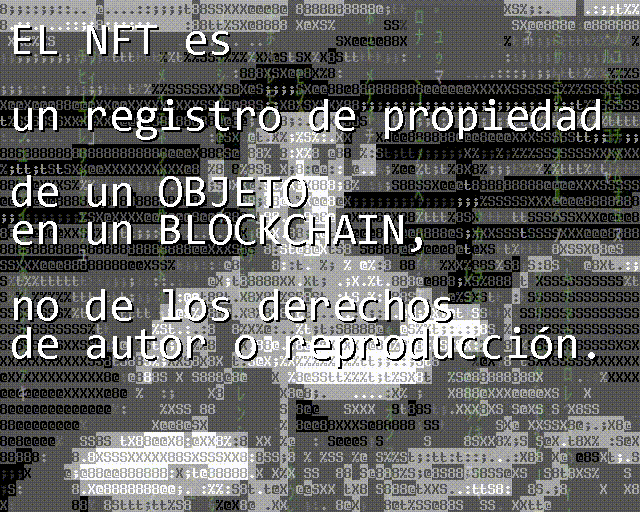 EL NFT es
un registro de propiedad
de un OBJETO
en un BLOCKCHAIN,
no de los derechos
de autor o reproducción.